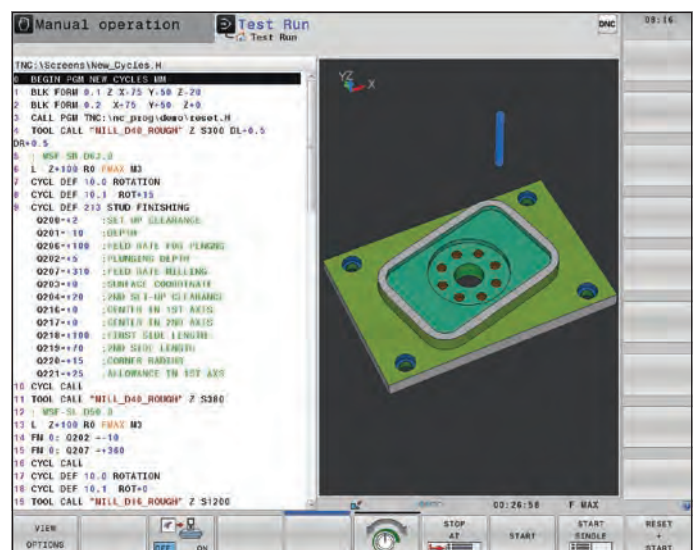 Manual operation
Test Run
Test Run
DNC
08:16
TNC:\Screens\New_Cycles.H
0 BEGIN PGM NEW CYCLES MM
1 BLK FORM 0.1 Z X-75 Y-50 Z-20
2 BLK FORM 0.2 X+75 Y+50 Z+0
3 CALL PGM TNC:\nc_prog\demo\reset.H
4 TOOL CALL "MILL_D40_ROUGH" Z S300 DL+0.5
DR+0.5
6 L Z+100 R0 FMAX M3
7 CYCL DEF 10.0 ROTATION
8 CYCL DEF 10.1 ROT+15
9 CYCL DEF 213 STUD FINISHING
Q200=+2 ;SET-UP CLEARANCE
Q201=-10 ;DEPTH
Q206=+100 ;FEED RATE FOR PLNGNG
Q202=+5 ;PLUNGING DEPTH
Q207=+310 ;FEED RATE MILLING
Q203=+0 ;SURFACE COORDINATE
Q204=+20 ;2ND SET-UP CLEARANCE
Q216=+0 ;CENTER IN 1ST AXIS
Q217=+0 ;CENTER IN 2ND AXIS
Q218=+100 ;FIRST SIDE LENGTH
Q219=+70 ;2ND SIDE LENGTH
Q220=+15 ;CORNER RADIUS
Q221=+25 ;ALLOWANCE IN 1ST AXS
10 CYCL CALL
11 TOOL CALL "MILL_D40_ROUGH" Z S300
13 L Z+100 R0 FMAX M3
14 FN 0: Q202 =-10
15 FN 0: Q207 =+360
16 CYCL CALL
17 CYCL DEF 10.0 ROTATION
18 CYCL DEF 10.1 ROT+0
TOOL CALL "MILL_D16_ROUGH" Z S1200
YZ X
00:26:58 F MAX
VIEW
OPTIONS
OFF ON
STOP
AT
START
START
SINGLE
RESET
+
START